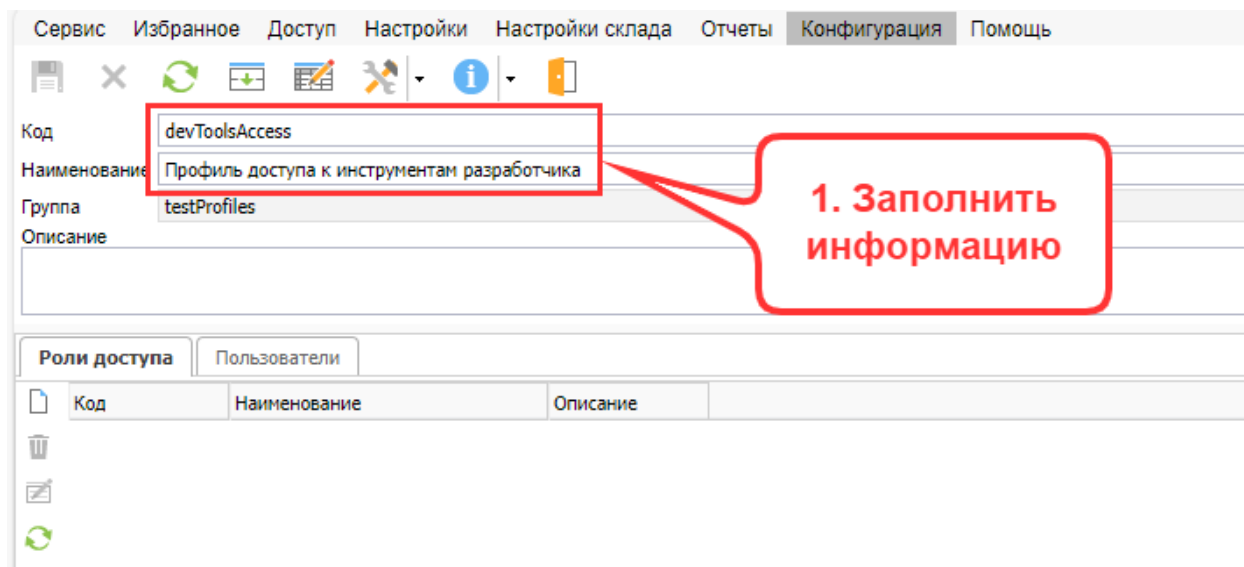 Сервис Избранное Доступ Настройки Настройки склада Отчеты Конфигурация Помощь
Код devToolsAccess
Наименование Профиль доступа к инструментам разработчика
Группа testProfiles
Описание
1. Заполнить
информацию
Роли доступа Пользователи
Код Наименование Описание